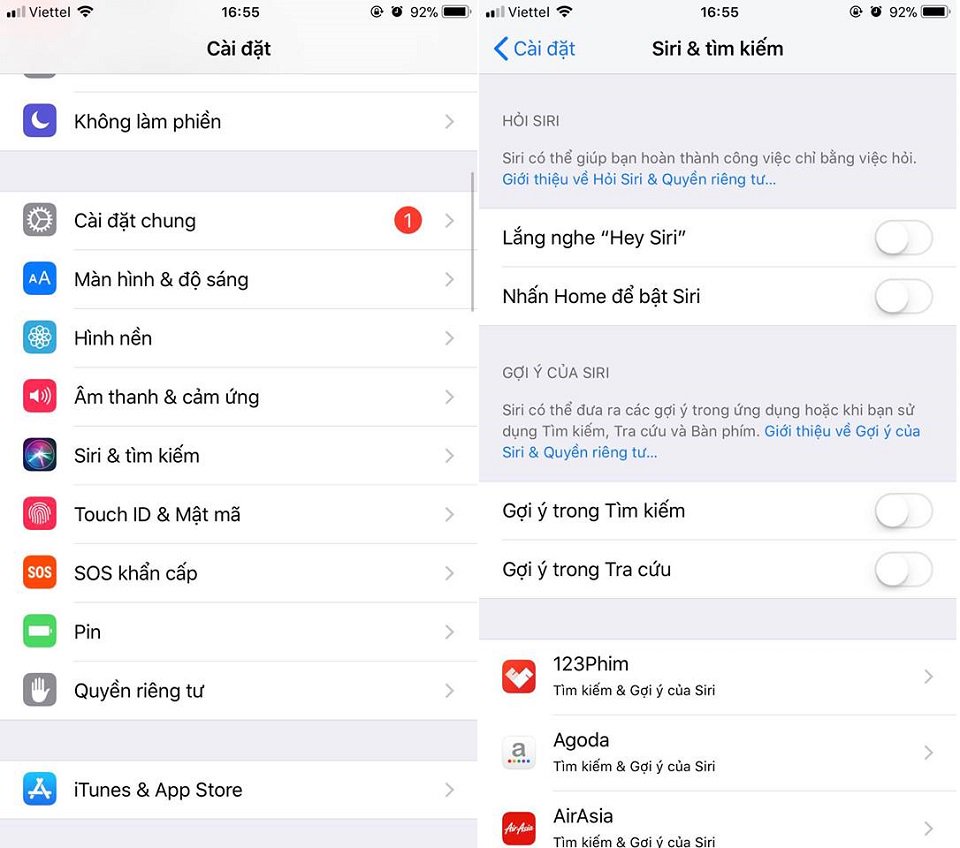 Viettel 16:55 92%
Cài đặt
Không làm phiền
Cài đặt chung 1
AA Màn hình & độ sáng
Hình nền
Âm thanh & cảm ứng
Siri & tìm kiếm
Touch ID & Mật mã
SOS SOS khẩn cấp
Pin
Quyền riêng tư
iTunes & App Store
Viettel 16:55 92%
Cài đặt Siri & tìm kiếm
HỎI SIRI
Siri có thể giúp bạn hoàn thành công việc chỉ bằng việc hỏi.
Giới thiệu về Hỏi Siri & Quyền riêng tư...
Lắng nghe “Hey Siri”
Nhấn Home để bật Siri
GỢI Ý CỦA SIRI
Siri có thể đưa ra các gợi ý trong ứng dụng hoặc khi bạn sử
dụng Tìm kiếm, Tra cứu và Bàn phím. Giới thiệu về Gợi ý của
Siri & Quyền riêng tư...
Gợi ý trong Tìm kiếm
Gợi ý trong Tra cứu
123Phim
Tìm kiếm & Gợi ý của Siri
a Agoda
Tìm kiếm & Gợi ý của Siri
AirAsia AirAsia
Tìm kiếm & Gợi ý của Siri